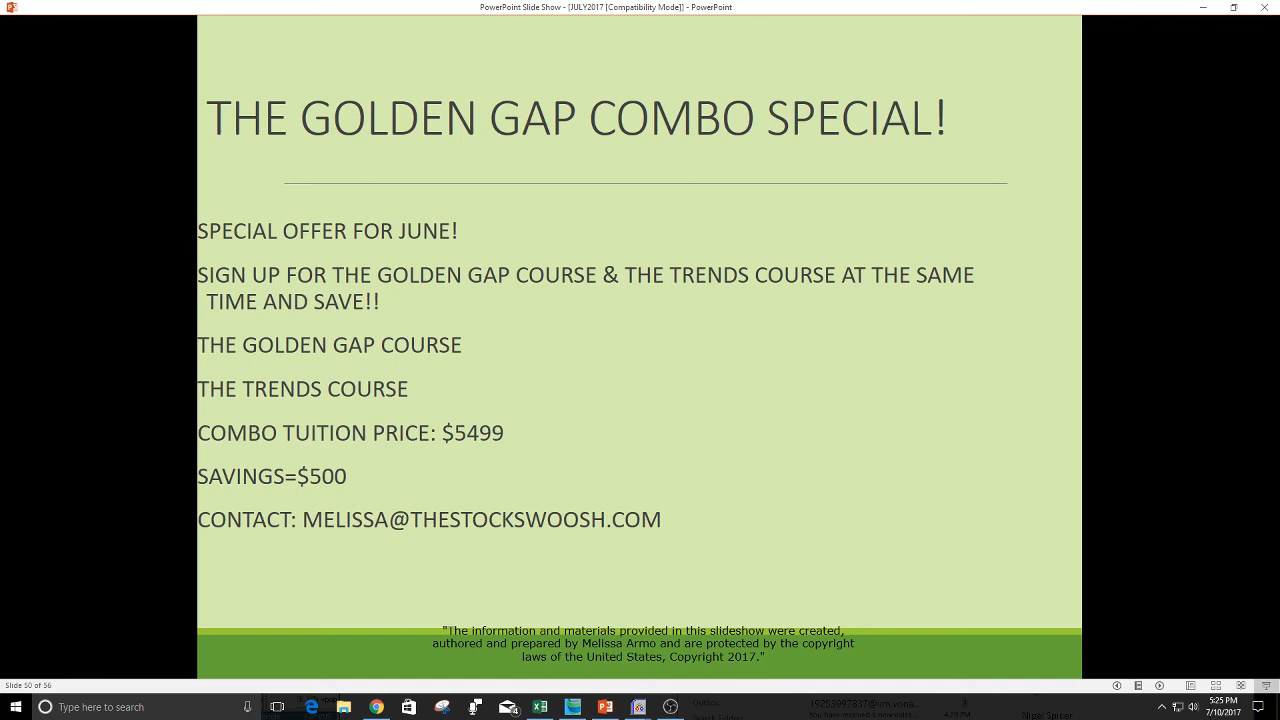 PowerPoint Slide Show - [JULY2017 [Compatibility Mode]] - PowerPoint
THE GOLDEN GAP COMBO SPECIAL!
SPECIAL OFFER FOR JUNE!
SIGN UP FOR THE GOLDEN GAP COURSE & THE TRENDS COURSE AT THE SAME
TIME AND SAVE!!
THE GOLDEN GAP COURSE
THE TRENDS COURSE
COMBO TUITION PRICE: $5499
SAVINGS=$500
CONTACT: MELISSA@THESTOCKSWOOSH.COM
"The information and materials provided in this slideshow were created,
authored and prepared by Melissa Armo and are protected by the copyright
laws of the United States, Copyright 2017."
Slide 50 of 56
Type here to search
5:25 PM
7/10/2017